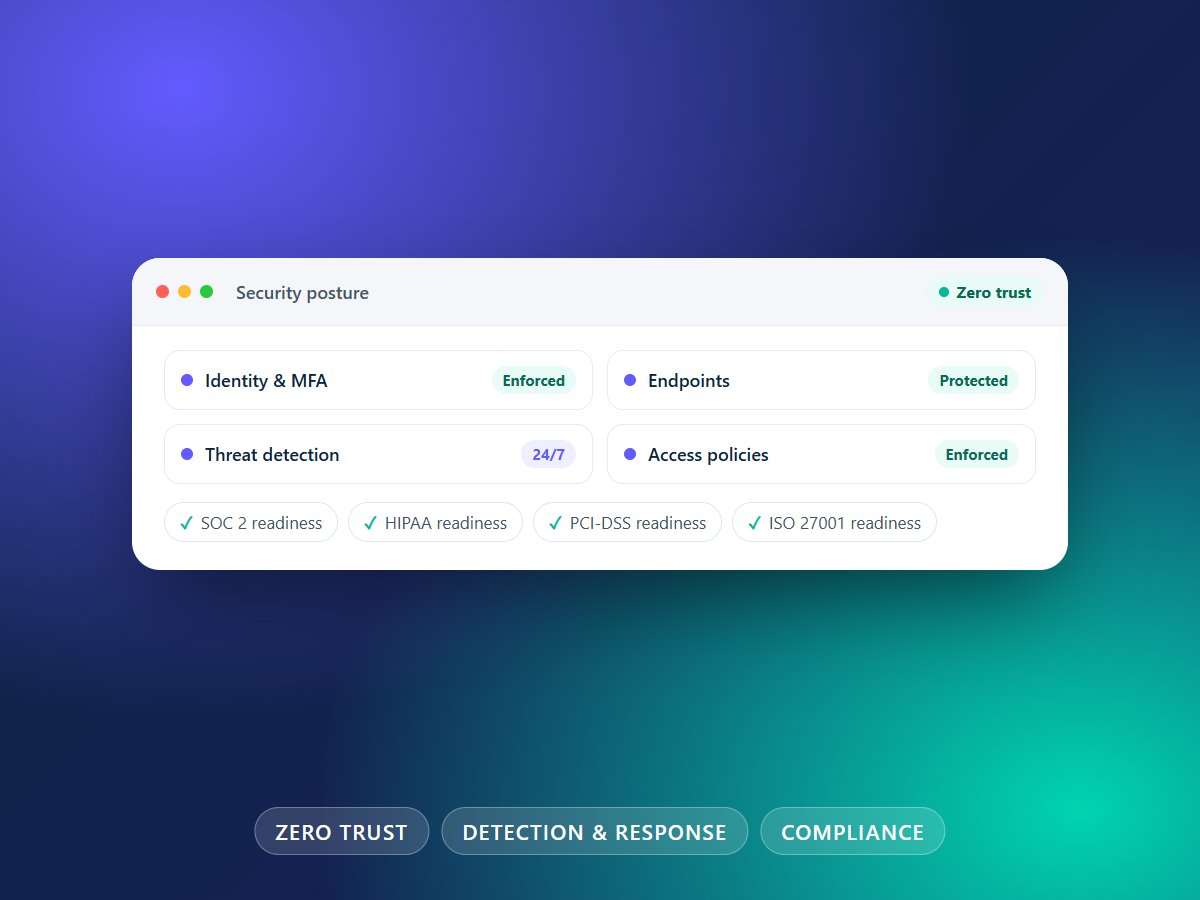 Security posture
Zero trust
Identity & MFA
Enforced
Endpoints
Protected
Threat detection
24/7
Access policies
Enforced
✓ SOC 2 readiness
✓ HIPAA readiness
✓ PCI-DSS readiness
✓ ISO 27001 readiness
ZERO TRUST
DETECTION & RESPONSE
COMPLIANCE